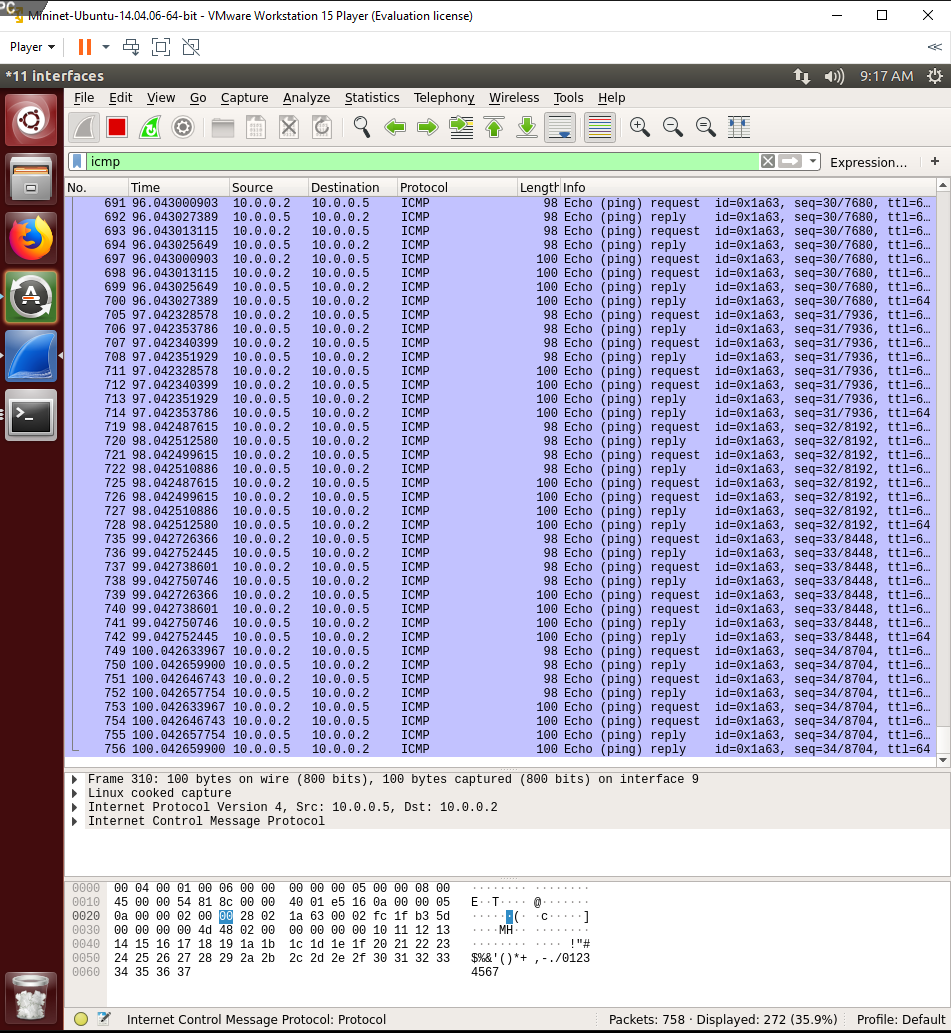 PC
Mininet-Ubuntu-14.04.06-64-bit - VMware Workstation 15 Player (Evaluation license)
Player
*11 interfaces 9:17 AM
File Edit View Go Capture Analyze Statistics Telephony Wireless Tools Help
icmp Expression… +
No. Time Source Destination Protocol Length Info
691 96.043000903 10.0.0.2 10.0.0.5 ICMP 98 Echo (ping) request id=0x1a63, seq=30/7680, ttl=6…
692 96.043027389 10.0.0.5 10.0.0.2 ICMP 98 Echo (ping) reply id=0x1a63, seq=30/7680, ttl=6…
693 96.043013115 10.0.0.2 10.0.0.5 ICMP 98 Echo (ping) request id=0x1a63, seq=30/7680, ttl=6…
694 96.043025649 10.0.0.5 10.0.0.2 ICMP 98 Echo (ping) reply id=0x1a63, seq=30/7680, ttl=6…
697 96.043000903 10.0.0.2 10.0.0.5 ICMP 100 Echo (ping) request id=0x1a63, seq=30/7680, ttl=6…
698 96.043013115 10.0.0.2 10.0.0.5 ICMP 100 Echo (ping) request id=0x1a63, seq=30/7680, ttl=6…
699 96.043025649 10.0.0.5 10.0.0.2 ICMP 100 Echo (ping) reply id=0x1a63, seq=30/7680, ttl=6…
700 96.043027389 10.0.0.5 10.0.0.2 ICMP 100 Echo (ping) reply id=0x1a63, seq=30/7680, ttl=64
705 97.042328578 10.0.0.2 10.0.0.5 ICMP 98 Echo (ping) request id=0x1a63, seq=31/7936, ttl=6…
706 97.042353786 10.0.0.5 10.0.0.2 ICMP 98 Echo (ping) reply id=0x1a63, seq=31/7936, ttl=6…
707 97.042340399 10.0.0.2 10.0.0.5 ICMP 98 Echo (ping) request id=0x1a63, seq=31/7936, ttl=6…
708 97.042351929 10.0.0.5 10.0.0.2 ICMP 98 Echo (ping) reply id=0x1a63, seq=31/7936, ttl=6…
711 97.042328578 10.0.0.2 10.0.0.5 ICMP 100 Echo (ping) request id=0x1a63, seq=31/7936, ttl=6…
712 97.042340399 10.0.0.2 10.0.0.5 ICMP 100 Echo (ping) request id=0x1a63, seq=31/7936, ttl=6…
713 97.042351929 10.0.0.5 10.0.0.2 ICMP 100 Echo (ping) reply id=0x1a63, seq=31/7936, ttl=6…
714 97.042353786 10.0.0.5 10.0.0.2 ICMP 100 Echo (ping) reply id=0x1a63, seq=31/7936, ttl=64
719 98.042487615 10.0.0.2 10.0.0.5 ICMP 98 Echo (ping) request id=0x1a63, seq=32/8192, ttl=6…
720 98.042512580 10.0.0.5 10.0.0.2 ICMP 98 Echo (ping) reply id=0x1a63, seq=32/8192, ttl=6…
721 98.042499615 10.0.0.2 10.0.0.5 ICMP 98 Echo (ping) request id=0x1a63, seq=32/8192, ttl=6…
722 98.042510886 10.0.0.5 10.0.0.2 ICMP 98 Echo (ping) reply id=0x1a63, seq=32/8192, ttl=6…
725 98.042487615 10.0.0.2 10.0.0.5 ICMP 100 Echo (ping) request id=0x1a63, seq=32/8192, ttl=6…
726 98.042499615 10.0.0.2 10.0.0.5 ICMP 100 Echo (ping) request id=0x1a63, seq=32/8192, ttl=6…
727 98.042510886 10.0.0.5 10.0.0.2 ICMP 100 Echo (ping) reply id=0x1a63, seq=32/8192, ttl=6…
728 98.042512580 10.0.0.5 10.0.0.2 ICMP 100 Echo (ping) reply id=0x1a63, seq=32/8192, ttl=64
735 99.042726366 10.0.0.2 10.0.0.5 ICMP 98 Echo (ping) request id=0x1a63, seq=33/8448, ttl=6…
736 99.042752445 10.0.0.5 10.0.0.2 ICMP 98 Echo (ping) reply id=0x1a63, seq=33/8448, ttl=6…
737 99.042738601 10.0.0.2 10.0.0.5 ICMP 98 Echo (ping) request id=0x1a63, seq=33/8448, ttl=6…
738 99.042750746 10.0.0.5 10.0.0.2 ICMP 98 Echo (ping) reply id=0x1a63, seq=33/8448, ttl=6…
739 99.042726366 10.0.0.2 10.0.0.5 ICMP 100 Echo (ping) request id=0x1a63, seq=33/8448, ttl=6…
740 99.042738601 10.0.0.2 10.0.0.5 ICMP 100 Echo (ping) request id=0x1a63, seq=33/8448, ttl=6…
741 99.042750746 10.0.0.5 10.0.0.2 ICMP 100 Echo (ping) reply id=0x1a63, seq=33/8448, ttl=6…
742 99.042752445 10.0.0.5 10.0.0.2 ICMP 100 Echo (ping) reply id=0x1a63, seq=33/8448, ttl=64
749 100.042633967 10.0.0.2 10.0.0.5 ICMP 98 Echo (ping) request id=0x1a63, seq=34/8704, ttl=6…
750 100.042659900 10.0.0.5 10.0.0.2 ICMP 98 Echo (ping) reply id=0x1a63, seq=34/8704, ttl=6…
751 100.042646743 10.0.0.2 10.0.0.5 ICMP 98 Echo (ping) request id=0x1a63, seq=34/8704, ttl=6…
752 100.042657754 10.0.0.5 10.0.0.2 ICMP 98 Echo (ping) reply id=0x1a63, seq=34/8704, ttl=6…
753 100.042633967 10.0.0.2 10.0.0.5 ICMP 100 Echo (ping) request id=0x1a63, seq=34/8704, ttl=6…
754 100.042646743 10.0.0.2 10.0.0.5 ICMP 100 Echo (ping) request id=0x1a63, seq=34/8704, ttl=6…
755 100.042657754 10.0.0.5 10.0.0.2 ICMP 100 Echo (ping) reply id=0x1a63, seq=34/8704, ttl=6…
756 100.042659900 10.0.0.5 10.0.0.2 ICMP 100 Echo (ping) reply id=0x1a63, seq=34/8704, ttl=64
Frame 310: 100 bytes on wire (800 bits), 100 bytes captured (800 bits) on interface 9
Linux cooked capture
Internet Protocol Version 4, Src: 10.0.0.5, Dst: 10.0.0.2
Internet Control Message Protocol
0000 00 04 00 01 00 06 00 00 00 00 00 05 00 00 08 00 ········ ········
0010 45 00 00 54 81 8c 00 00 40 01 e5 16 0a 00 00 05 E··T···· @·······
0020 0a 00 00 02 00 00 28 02 1a 63 00 02 fc 1f b3 5d ······(· ·c·····]
0030 00 00 00 00 4d 48 02 00 00 00 00 00 10 11 12 13 ····MH·· ········
0040 14 15 16 17 18 19 1a 1b 1c 1d 1e 1f 20 21 22 23 ········ ···· !"#
0050 24 25 26 27 28 29 2a 2b 2c 2d 2e 2f 30 31 32 33 $%&'()*+ ,-./0123
0060 34 35 36 37 4567
Internet Control Message Protocol: Protocol Packets: 758 · Displayed: 272 (35.9%) Profile: Default